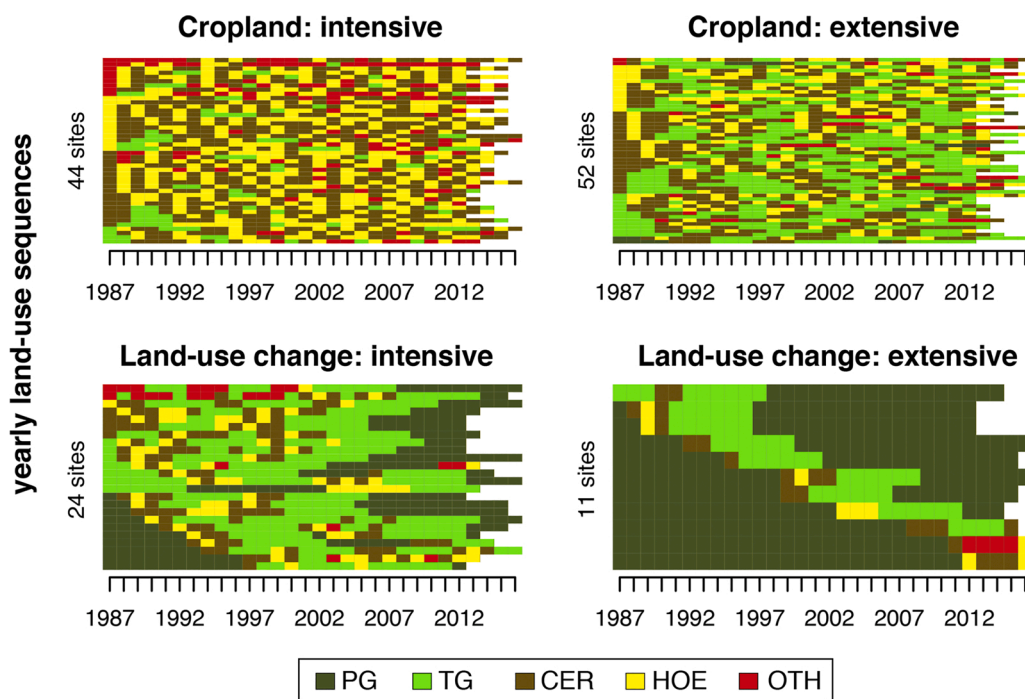 Cropland: intensive
Cropland: extensive
yearly land-use sequences
44 sites
52 sites
1987 1992 1997 2002 2007 2012
1987 1992 1997 2002 2007 2012
Land-use change: intensive
Land-use change: extensive
24 sites
11 sites
1987 1992 1997 2002 2007 2012
1987 1992 1997 2002 2007 2012
PG TG CER HOE OTH